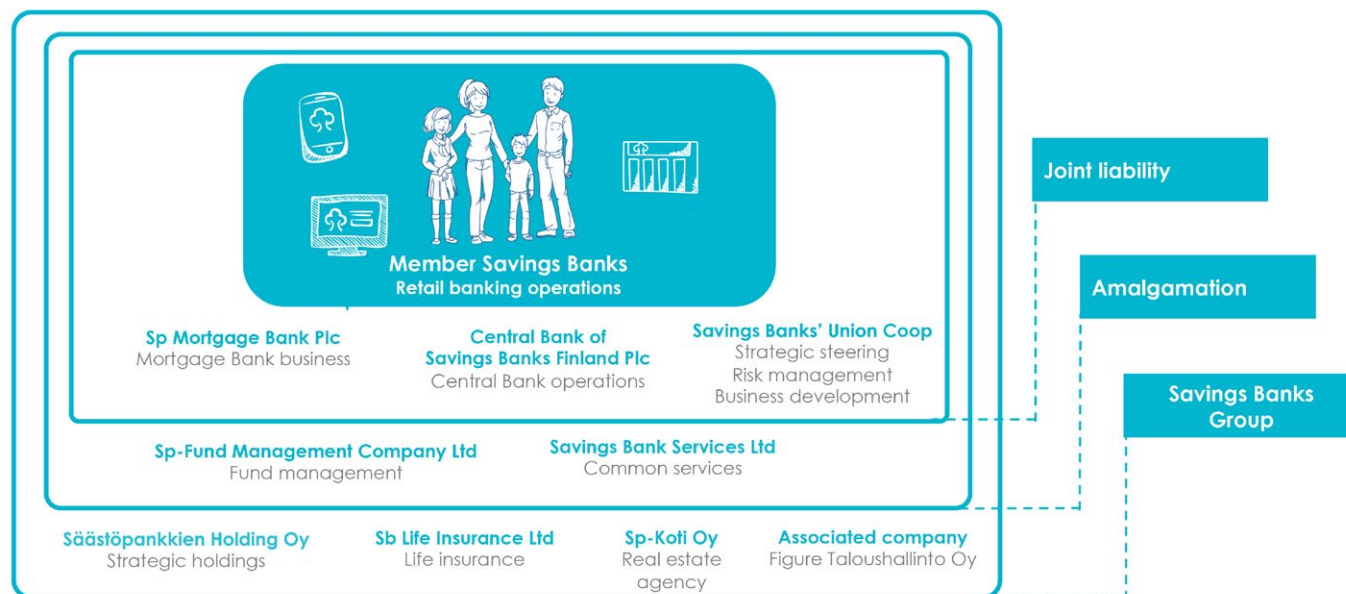 Member Savings Banks
Retail banking operations
Joint liability
Amalgamation
Savings Banks
Group
Sp Mortgage Bank Plc
Mortgage Bank business
Central Bank of
Savings Banks Finland Plc
Central Bank operations
Savings Banks' Union Coop
Strategic steering
Risk management
Business development
Sp-Fund Management Company Ltd
Fund management
Savings Bank Services Ltd
Common services
Säästöpankkien Holding Oy
Strategic holdings
Sb Life Insurance Ltd
Life insurance
Sp-Koti Oy
Real estate
agency
Associated company
Figure Taloushallinto Oy